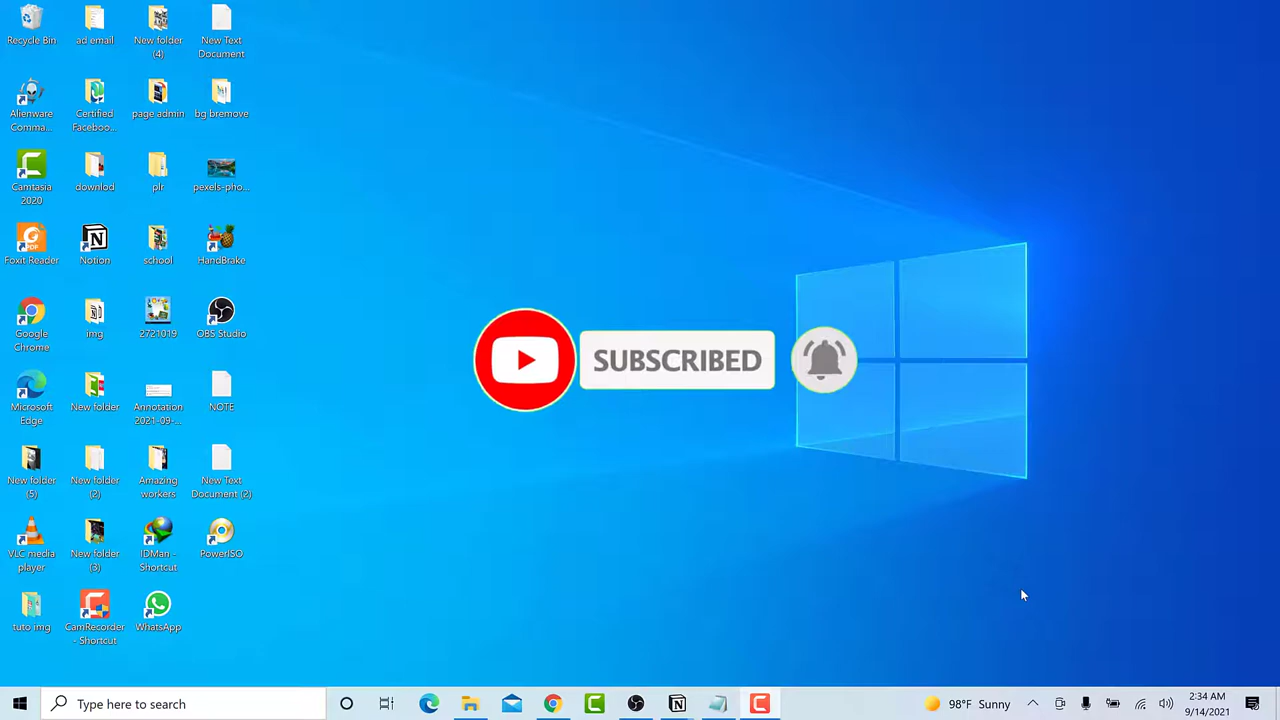 Recycle Bin
ad email
New folder
(4)
New Text
Document
Alienware
Comma...
Certified
Faceboo...
page admin
bg bremove
Camtasia
2020
downlod
plr
pexels-pho...
Foxit Reader
Notion
school
HandBrake
Google
Chrome
img
2721019
OBS Studio
Microsoft
Edge
New folder
Annotation
2021-09-...
NOTE
New folder
(5)
New folder
(2)
Amazing
workers
New Text
Document (2)
VLC media
player
New folder
(3)
IDMan -
Shortcut
PowerISO
tuto img
CamRecorder
- Shortcut
WhatsApp
SUBSCRIBED
Type here to search
98°F Sunny
2:34 AM
9/14/2021